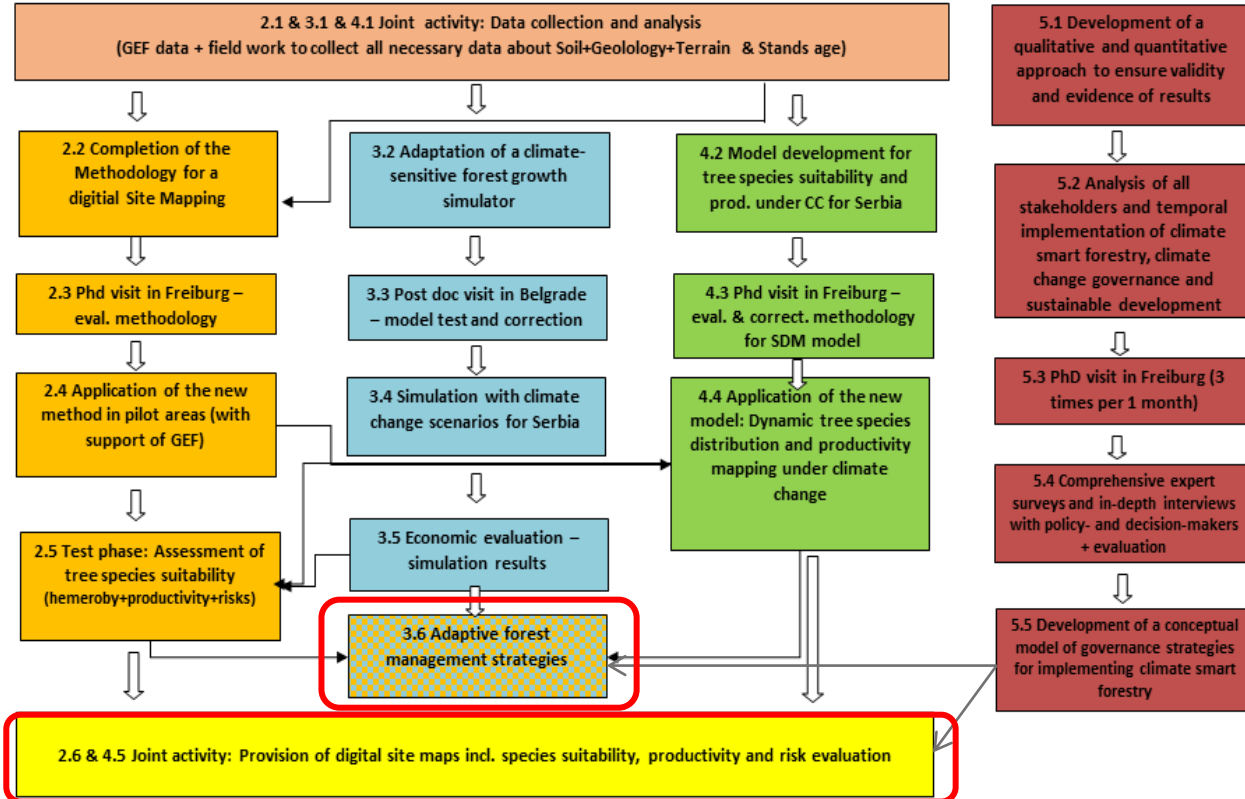 2.1 & 3.1 & 4.1 Joint activity: Data collection and analysis
(GEF data + field work to collect all necessary data about Soil+Geolology+Terrain & Stands age)
5.1 Development of a
qualitative and quantitative
approach to ensure validity
and evidence of results
2.2 Completion of the
Methodology for a
digitial Site Mapping
3.2 Adaptation of a climate-
sensitive forest growth
simulator
4.2 Model development for
tree species suitability and
prod. under CC for Serbia
5.2 Analysis of all
stakeholders and temporal
implementation of climate
smart forestry, climate
change governance and
sustainable development
2.3 Phd visit in Freiburg –
eval. methodology
3.3 Post doc visit in Belgrade
– model test and correction
4.3 Phd visit in Freiburg –
eval. & correct. methodology
for SDM model
5.3 PhD visit in Freiburg (3
times per 1 month)
2.4 Application of the new
method in pilot areas (with
support of GEF)
3.4 Simulation with climate
change scenarios for Serbia
4.4 Application of the new
model: Dynamic tree species
distribution and productivity
mapping under climate
change
5.4 Comprehensive expert
surveys and in-depth interviews
with policy- and decision-makers
+ evaluation
2.5 Test phase: Assessment of
tree species suitability
(hemeroby+productivity+risks)
3.5 Economic evaluation –
simulation results
3.6 Adaptive forest
management strategies
5.5 Development of a conceptual
model of governance strategies
for implementing climate smart
forestry
2.6 & 4.5 Joint activity: Provision of digital site maps incl. species suitability, productivity and risk evaluation